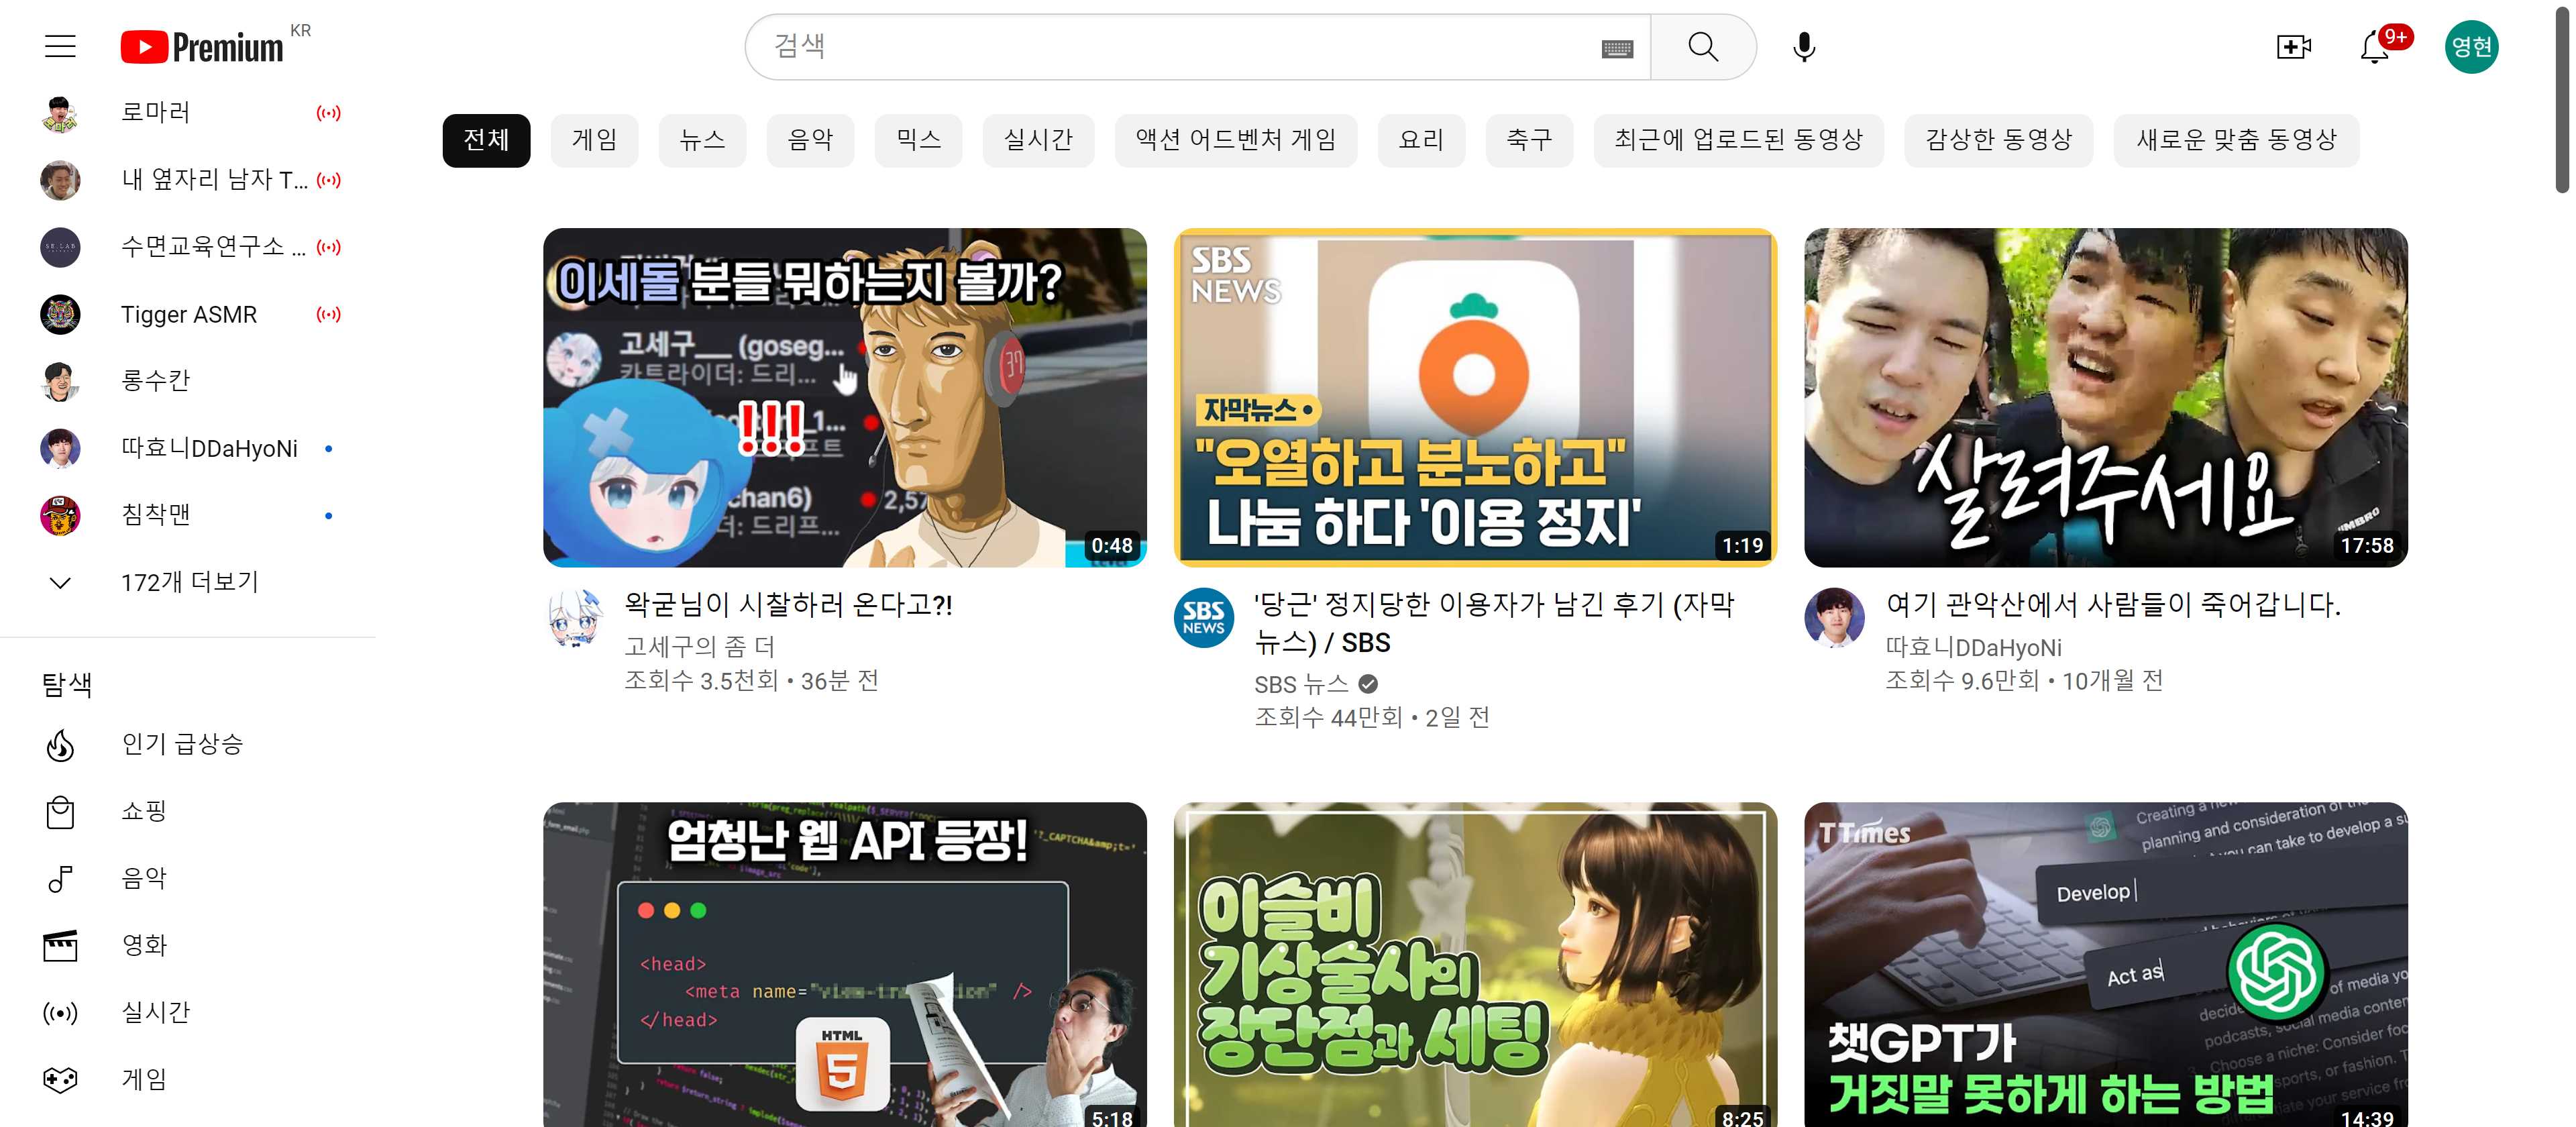 Premium KR
검색
9+
영현
로마러
내 옆자리 남자 T...
수면교육연구소 ...
Tigger ASMR
롱수칸
따효니DDaHyoNi
침착맨
172개 더보기
탐색
인기 급상승
쇼핑
음악
영화
실시간
게임
전체
게임
뉴스
음악
믹스
실시간
액션 어드벤처 게임
요리
축구
최근에 업로드된 동영상
감상한 동영상
새로운 맞춤 동영상
이세돌 분들 뭐하는지 볼까?
고세구___ (goseg...
카트라이더: 드리...
!!!
chan6)
더: 드리프...
0:48
왁굳님이 시찰하러 온다고?!
고세구의 좀 더
조회수 3.5천회 • 36분 전
SBS
NEWS
자막뉴스
"오열하고 분노하고"
나눔 하다 '이용 정지'
1:19
SBS
NEWS
'당근' 정지당한 이용자가 남긴 후기 (자막
뉴스) / SBS
SBS 뉴스
조회수 44만회 • 2일 전
살려주세요
UMBRO
17:58
여기 관악산에서 사람들이 죽어갑니다.
따효니DDaHyoNi
조회수 9.6만회 • 10개월 전
엄청난 웹 API 등장!
<head>
<meta name= />
</head>
HTML
5
5:18
이슬비
기상술사의
장단점과 세팅
8:25
TTimes
Creating a
planning and consideration of
you can take to develop a
Develop
Act as
of media
podcasts, social media
Choose a niche: Consider
sports, or fashion.
챗GPT가
거짓말 못하게 하는 방법
14:39